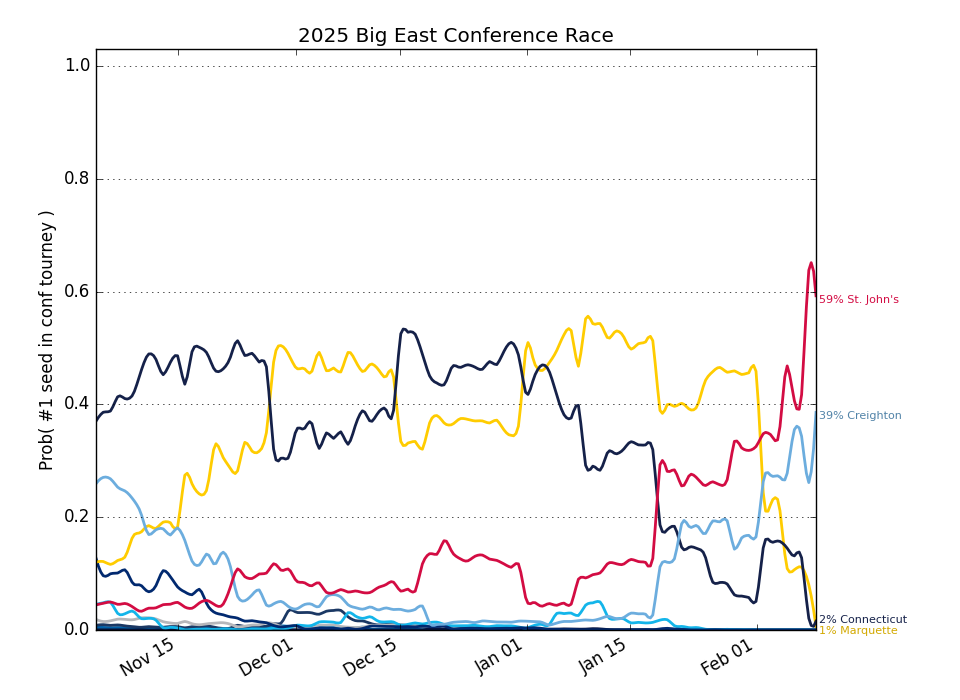 2025 Big East Conference Race
Prob( #1 seed in conf tourney )
1.0
0.8
0.6
0.4
0.2
0.0
59% St. John's
39% Creighton
2% Connecticut
1% Marquette
Nov 15
Dec 01
Dec 15
Jan 01
Jan 15
Feb 01